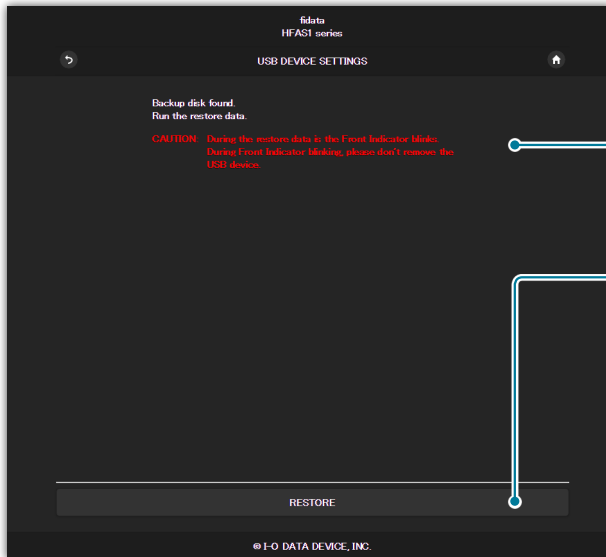 fidata
HFAS1 series
USB DEVICE SETTINGS
Backup disk found.
Run the restore data.
CAUTION During the restore data is the Front Indicator blinks.
During Front Indicator blinking, please don't remove the
USB device.
RESTORE
© I-O DATA DEVICE, INC.